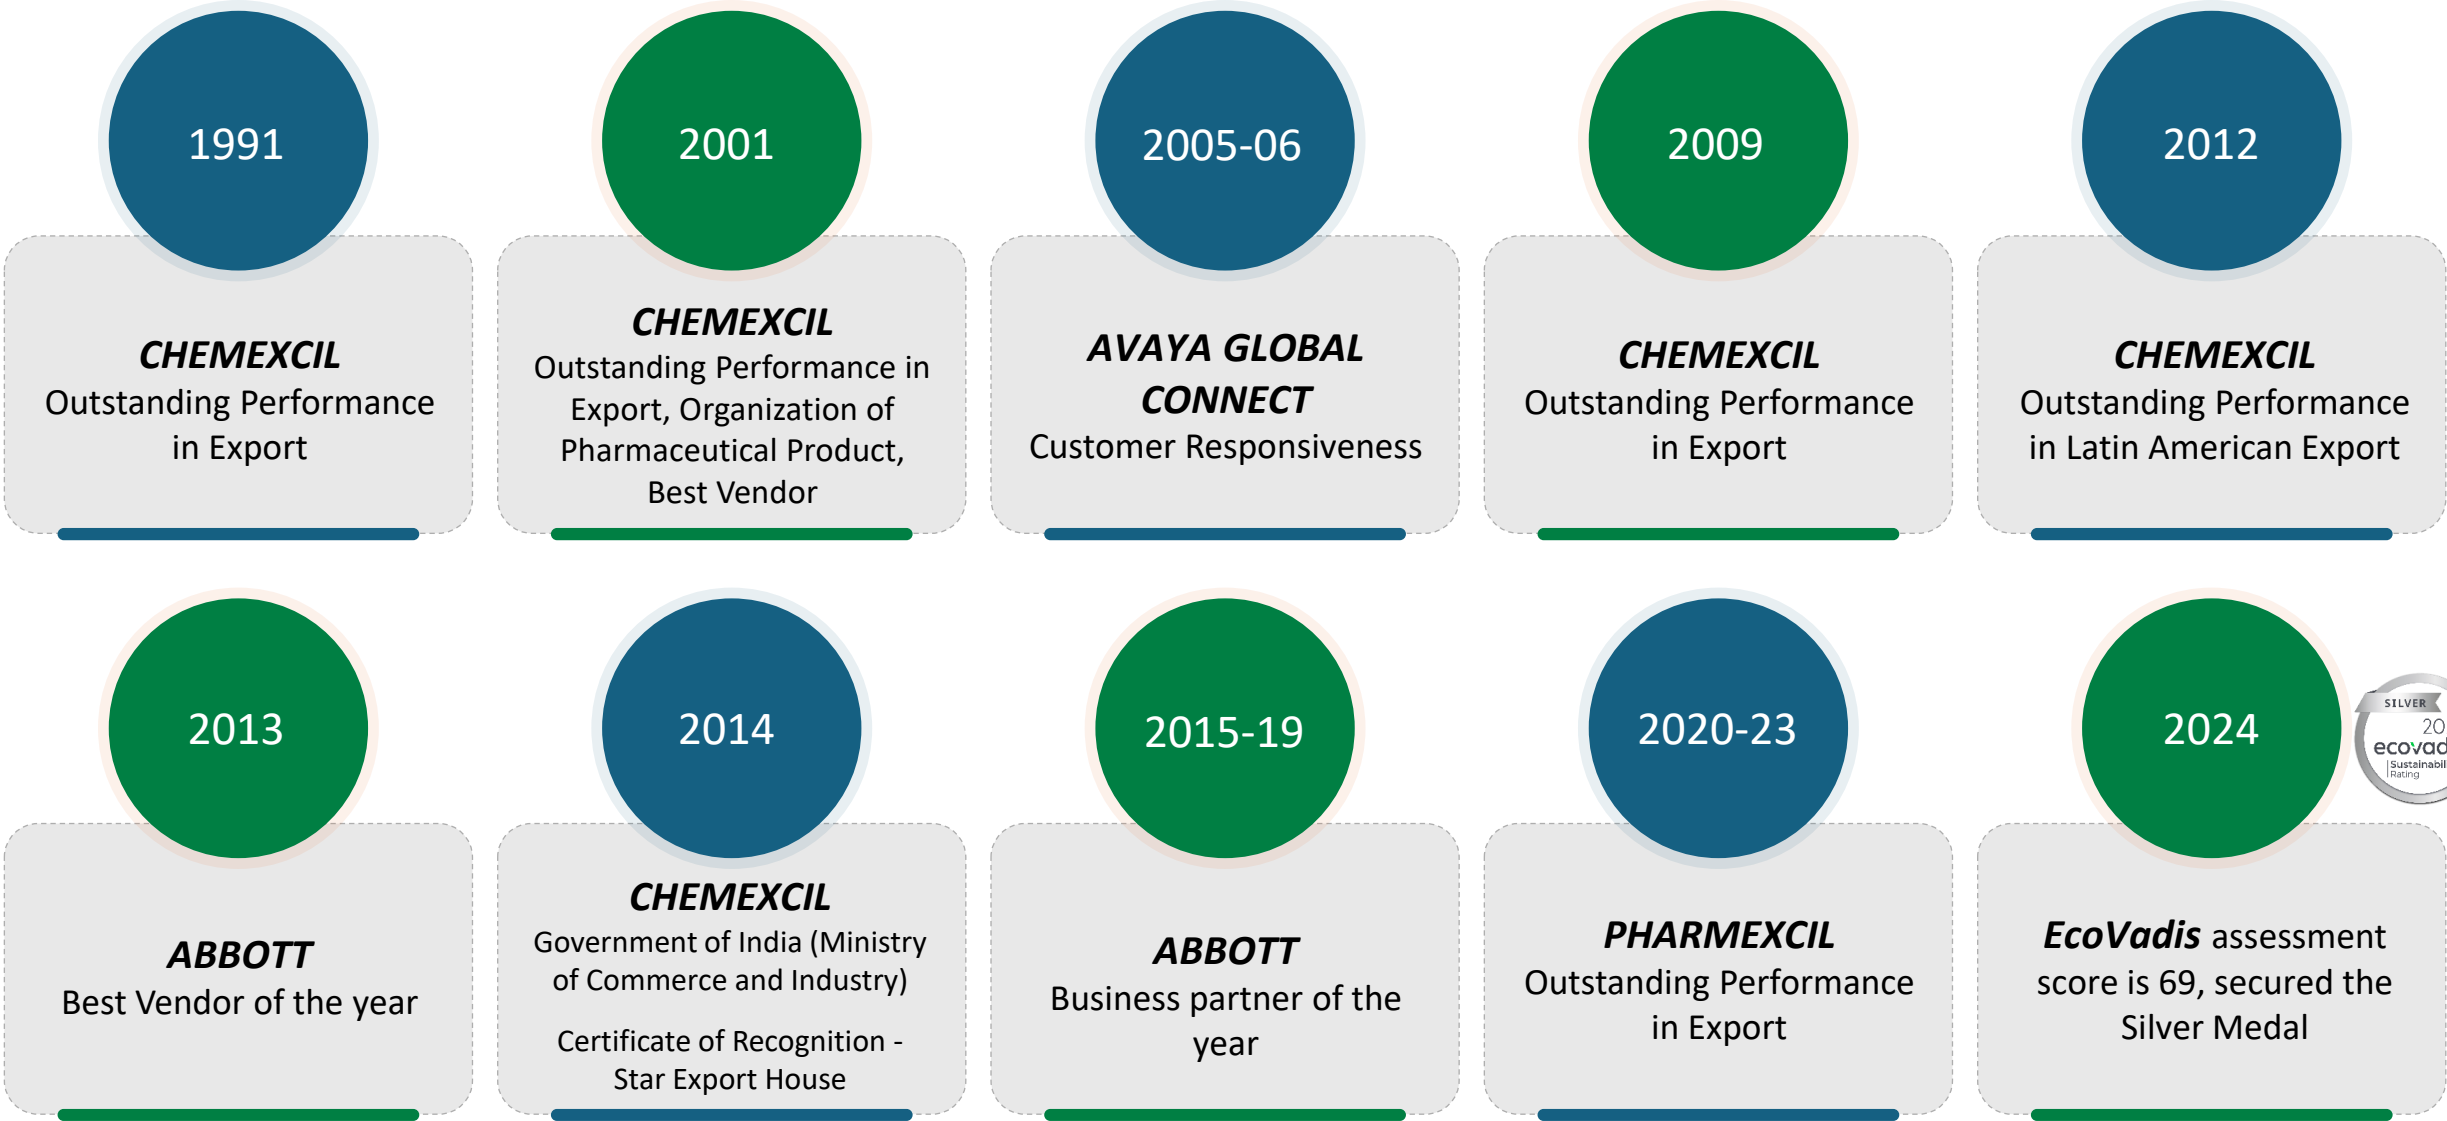 1991
CHEMEXCIL
Outstanding Performance
in Export
2001
CHEMEXCIL
Outstanding Performance in
Export, Organization of
Pharmaceutical Product,
Best Vendor
2005-06
AVAYA GLOBAL
CONNECT
Customer Responsiveness
2009
CHEMEXCIL
Outstanding Performance
in Export
2012
CHEMEXCIL
Outstanding Performance
in Latin American Export
2013
ABBOTT
Best Vendor of the year
2014
CHEMEXCIL
Government of India (Ministry
of Commerce and Industry)
Certificate of Recognition -
Star Export House
2015-19
ABBOTT
Business partner of the
year
2020-23
PHARMEXCIL
Outstanding Performance
in Export
2024
EcoVadis assessment
score is 69, secured the
Silver Medal
SILVER
Rating